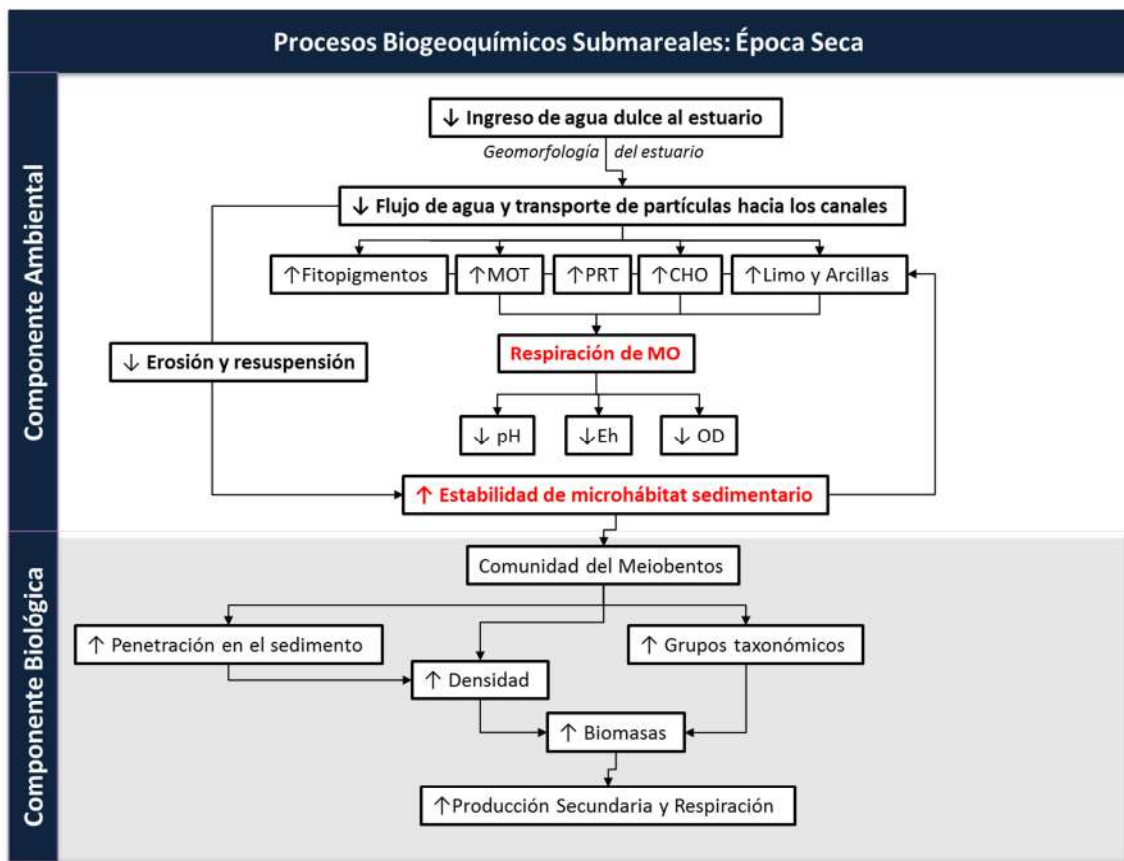 Procesos Biogeoquímicos Submareales: Época Seca
Componente Ambiental
↓ Ingreso de agua dulce al estuario
Geomorfología del estuario
↓ Flujo de agua y transporte de partículas hacia los canales
↑Fitopigmentos
↑MOT
↑PRT
↑CHO
↑Limo y Arcillas
↓ Erosión y resuspensión
Respiración de MO
↓ pH
↓Eh
↓ OD
↑ Estabilidad de microhábitat sedimentario
Componente Biológica
Comunidad del Meiobentos
↑ Penetración en el sedimento
↑ Grupos taxonómicos
↑ Densidad
↑ Biomasas
↑Producción Secundaria y Respiración